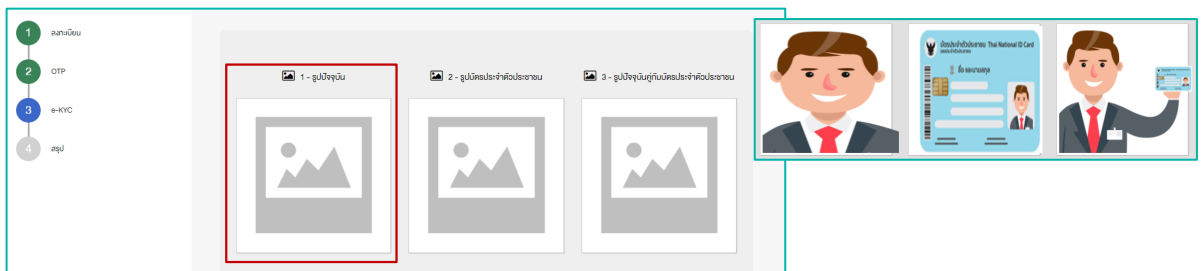 1
ลงทะเบียน
2
OTP
3
e-KYC
4
สรุป
1 - รูปปัจจุบัน
2 - รูปบัตรประจำตัวประชาชน
3 - รูปปัจจุบันคู่กับบัตรประจำตัวประชาชน
บัตรประจำตัวประชาชน Thai National ID Card
ชื่อ และนามสกุล